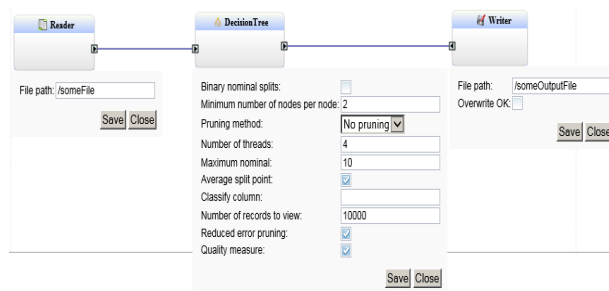 Reader
DecisionTree
Writer
File path: /someFile
Save Close
Binary nominal splits:
Minimum number of nodes per node: 2
Pruning method: No pruning
Number of threads: 4
Maximum nominal: 10
Average split point:
Classify column:
Number of records to view: 10000
Reduced error pruning:
Quality measure:
Save Close
File path: /someOutputFile
Overwrite OK:
Save Close